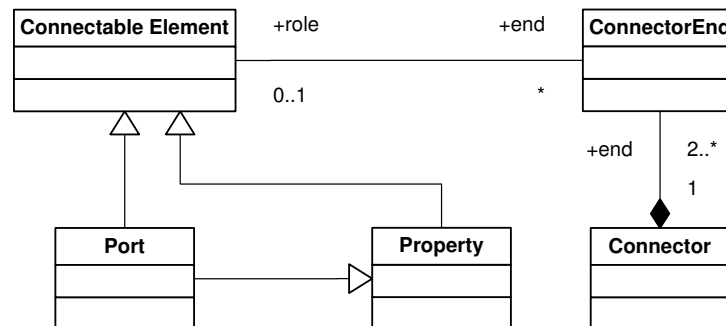 Connectable Element
+role
+end
ConnectorEnd
0..1
*
+end
2..*
1
Port
Property
Connector